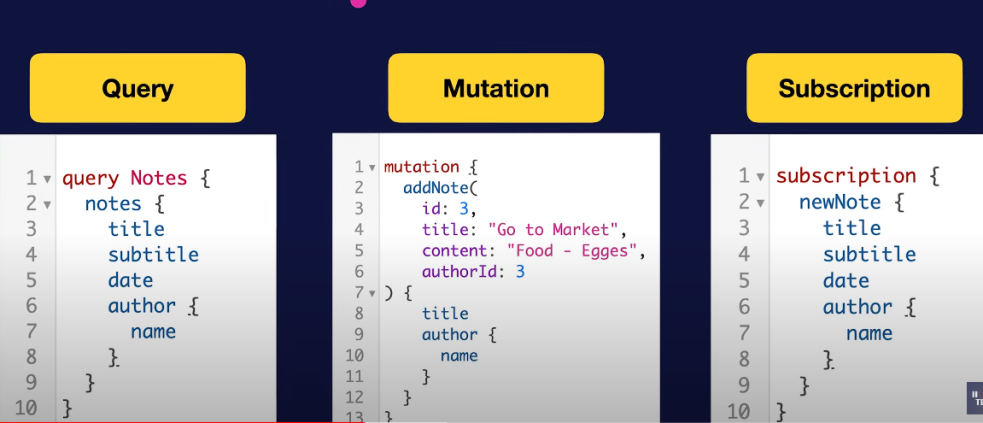 Query
Mutation
Subscription
1 query Notes {
2 notes {
3 title
4 subtitle
5 date
6 author {
7 name
8 }
9 }
10 }
1 mutation {
2 addNote(
3 id: 3,
4 title: "Go to Market",
5 content: "Food - Egges",
6 authorId: 3
7 ) {
8 title
9 author {
10 name
11 }
12 }
13 }
1 subscription {
2 newNote {
3 title
4 subtitle
5 date
6 author {
7 name
8 }
9 }
10 }